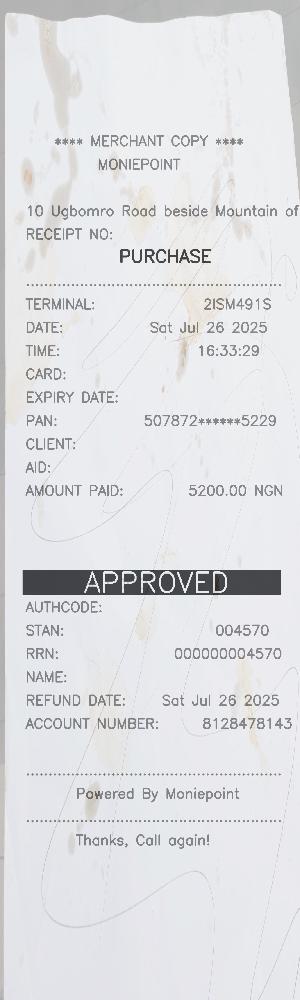 **** MERCHANT COPY ****
MONIEPOINT
10 Ugbomro Road beside Mountain of
RECEIPT NO:
PURCHASE
TERMINAL: 2ISM491S
DATE: Sat Jul 26 2025
TIME: 16:33:29
CARD:
EXPIRY DATE:
PAN: 507872******5229
CLIENT:
AID:
AMOUNT PAID: 5200.00 NGN
APPROVED
AUTHCODE:
STAN: 004570
RRN: 000000004570
NAME:
REFUND DATE: Sat Jul 26 2025
ACCOUNT NUMBER: 8128478143
Powered By Moniepoint
Thanks, Call again!